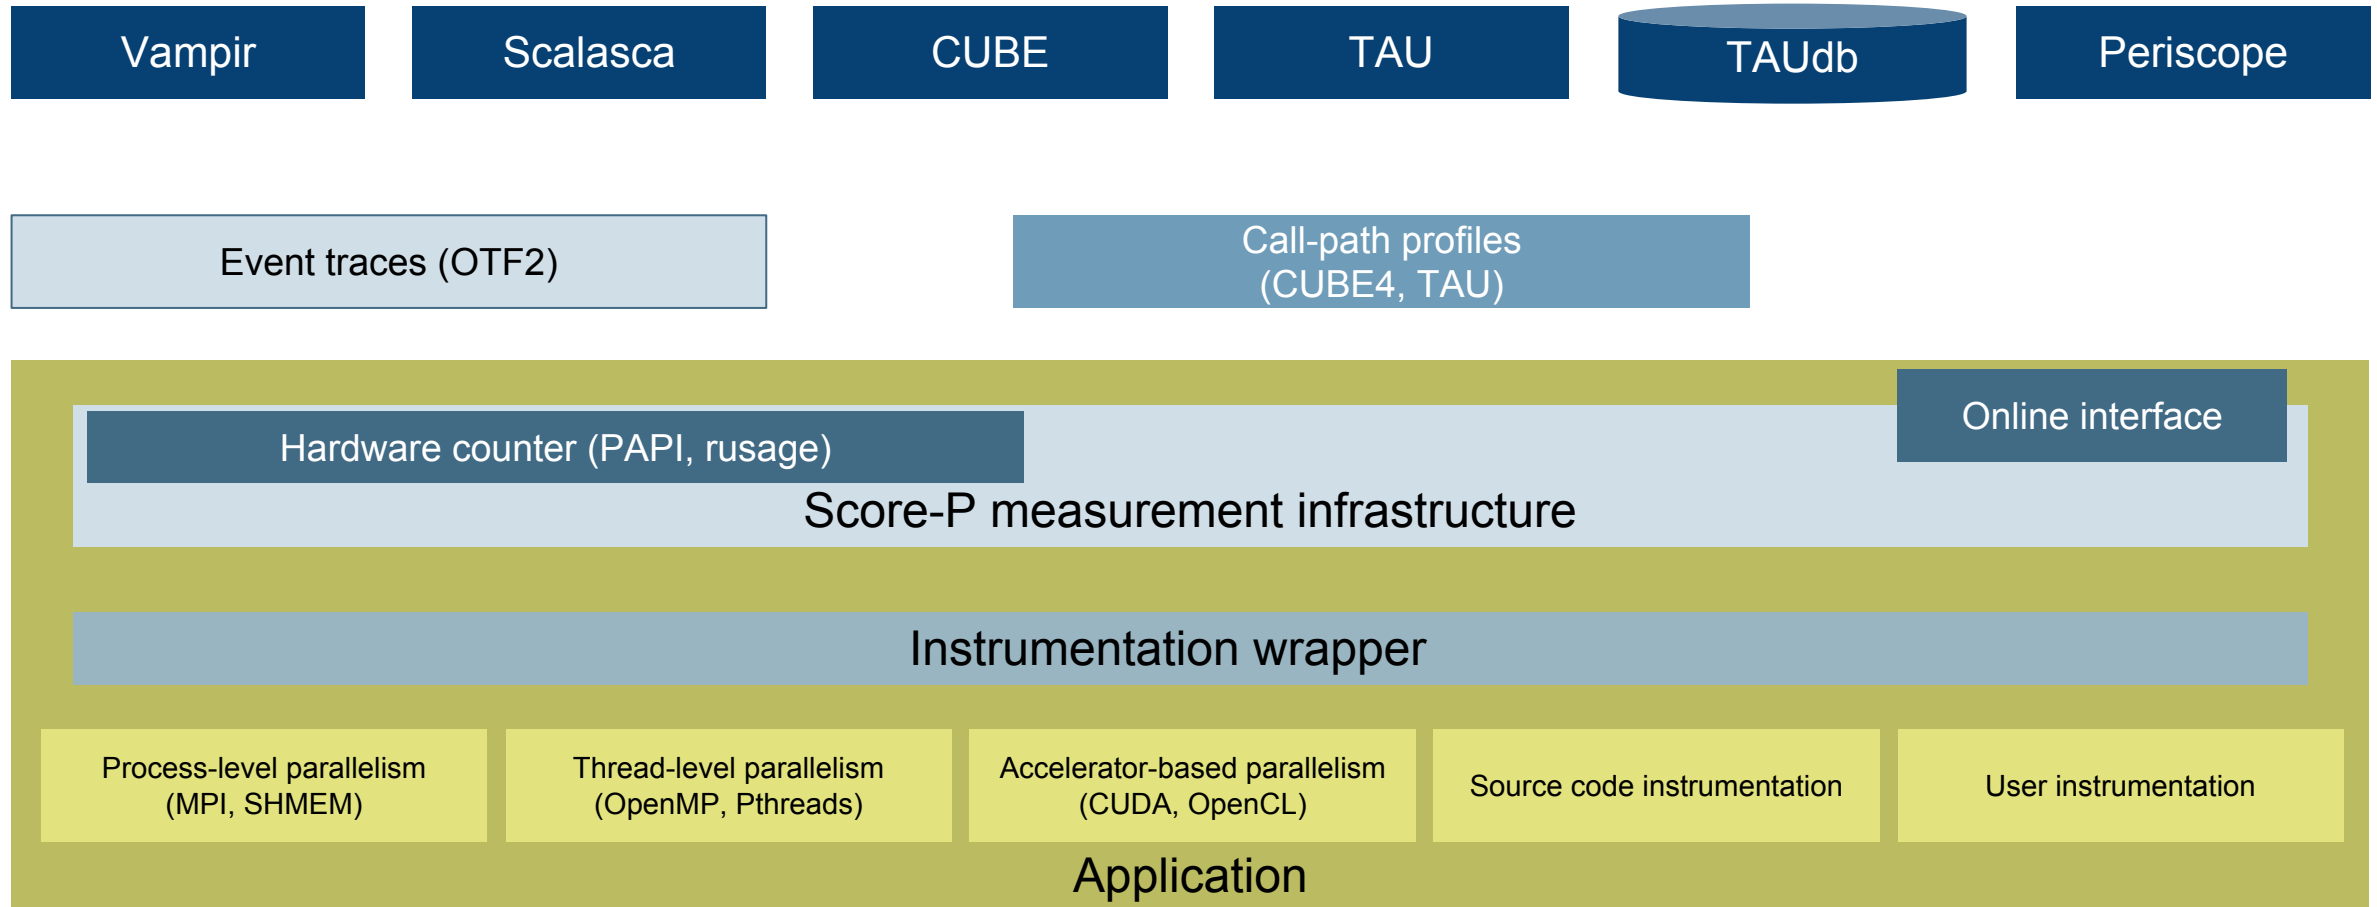 Vampir
Scalasca
CUBE
TAU
TAUdb
Periscope
Event traces (OTF2)
Call-path profiles
(CUBE4, TAU)
Online interface
Hardware counter (PAPI, rusage)
Score-P measurement infrastructure
Instrumentation wrapper
Process-level parallelism
(MPI, SHMEM)
Thread-level parallelism
(OpenMP, Pthreads)
Accelerator-based parallelism
(CUDA, OpenCL)
Source code instrumentation
User instrumentation
Application